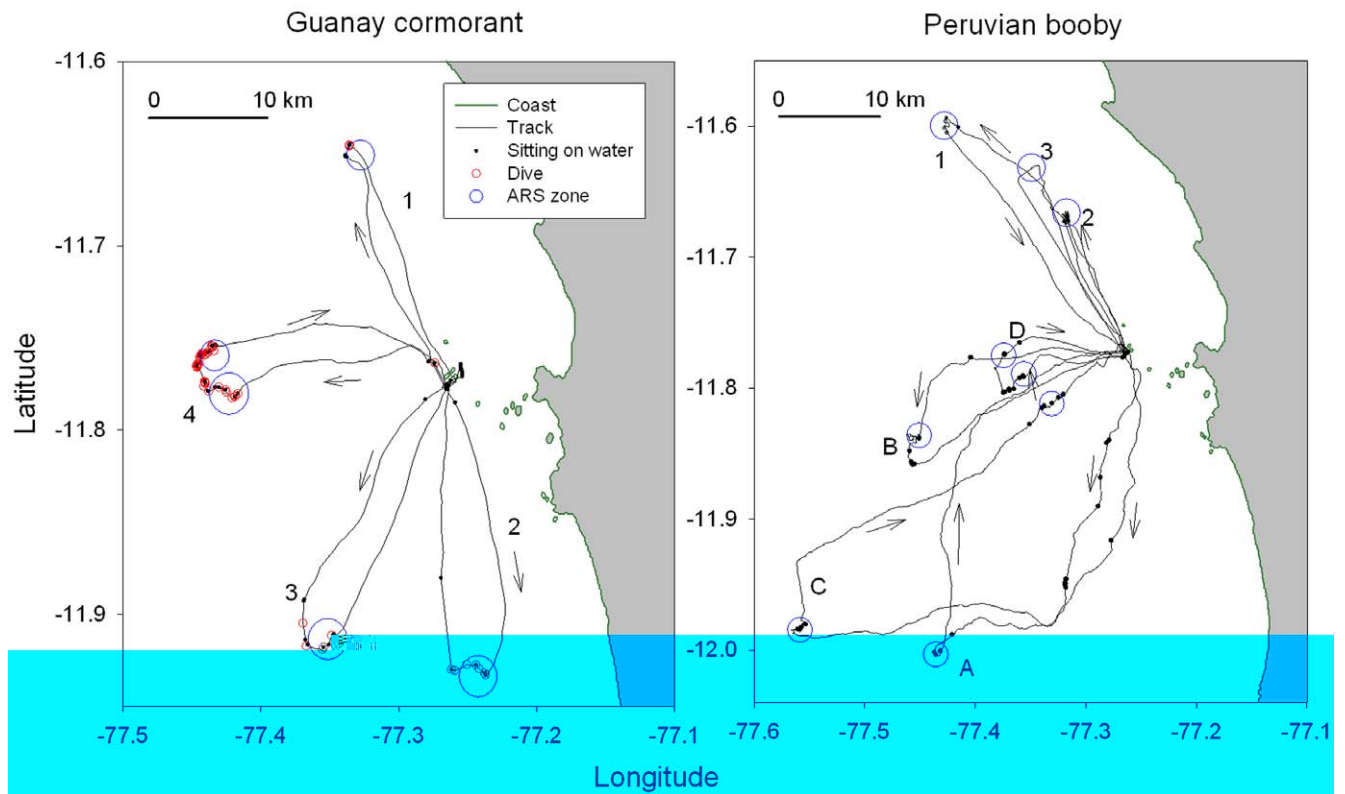 Guanay cormorant
Peruvian booby
-11.6
0 10 km
Coast
Track
Sitting on water
Dive
ARS zone
1
-11.7
4
-11.8
2
3
-11.9
Latitude
-77.5 -77.4 -77.3 -77.2 -77.1
0 10 km
-11.6
1
3
2
-11.7
D
-11.8
B
-11.9
C
-12.0
A
-77.6 -77.5 -77.4 -77.3 -77.2 -77.1
Longitude